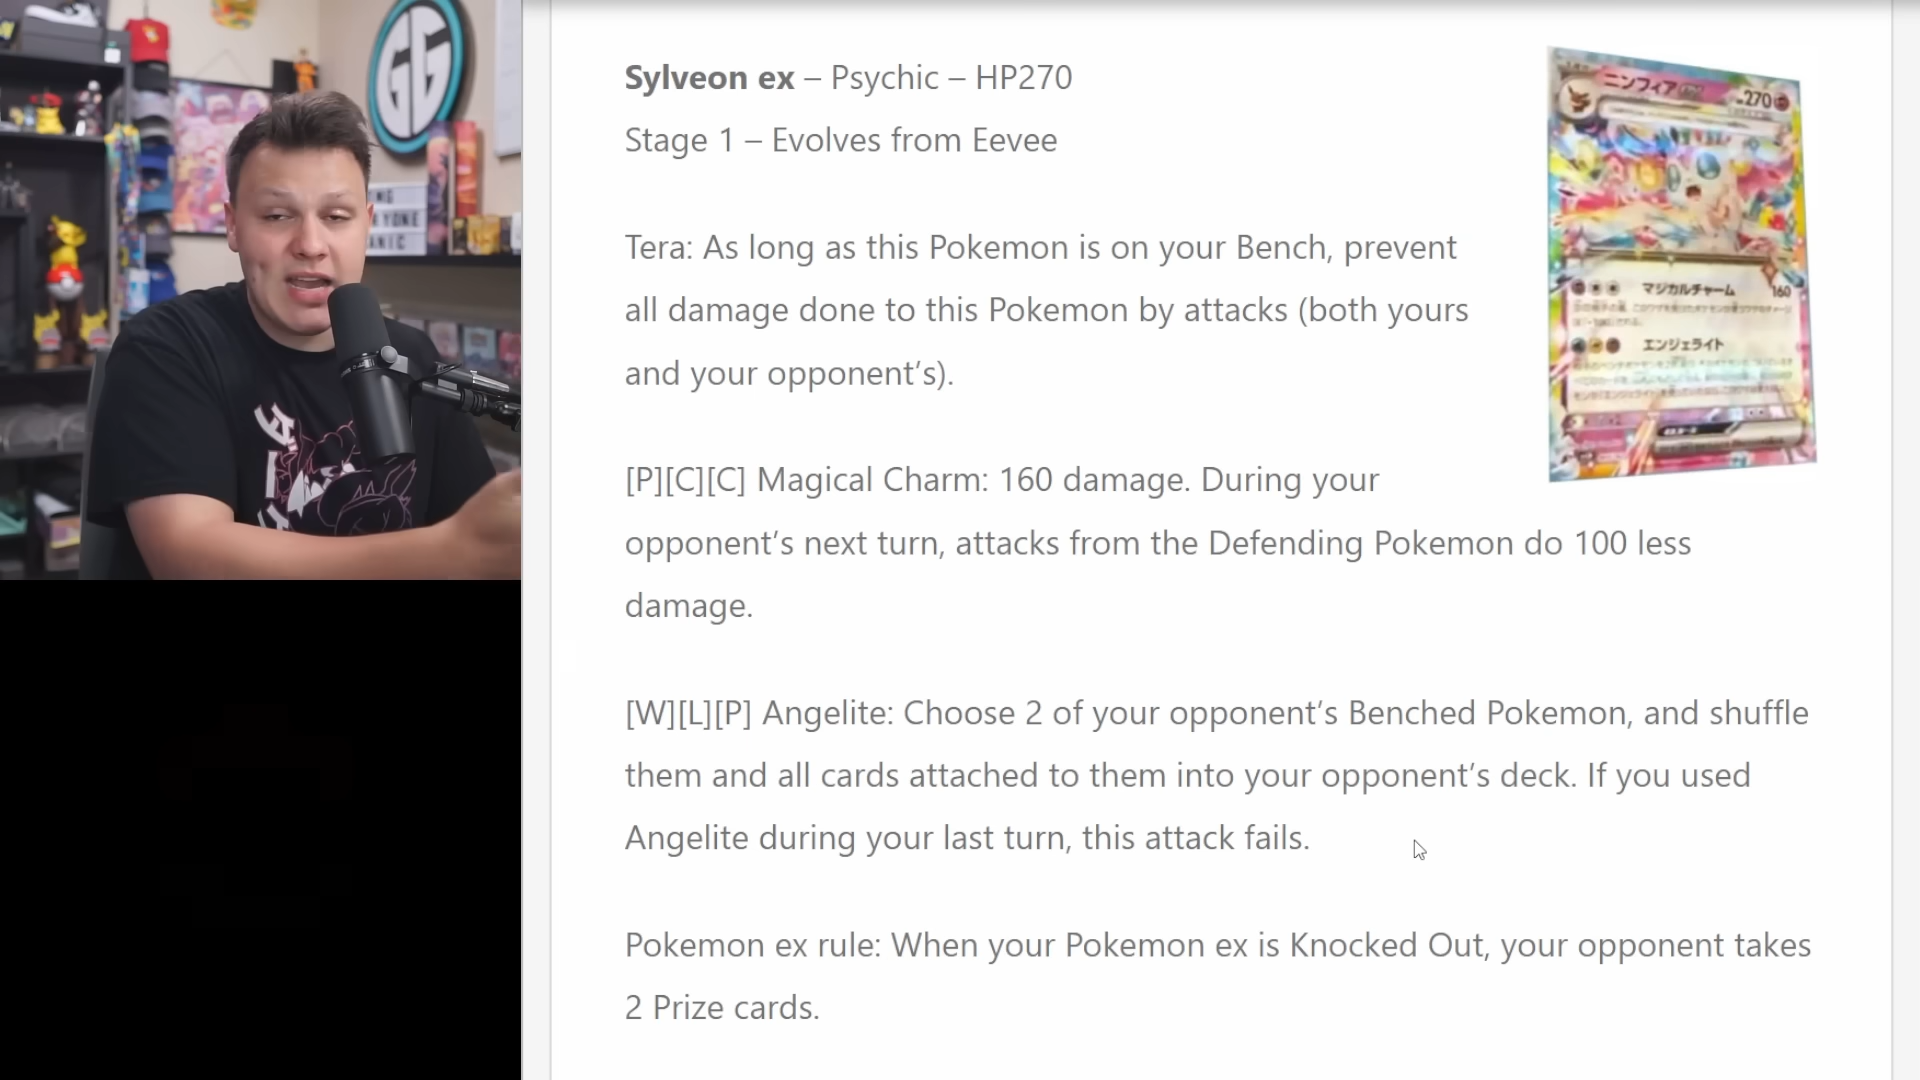 GG
YONE
ANIC
Sylveon ex – Psychic – HP270
Stage 1 – Evolves from Eevee
Tera: As long as this Pokemon is on your Bench, prevent
all damage done to this Pokemon by attacks (both yours
and your opponent’s).
[P][C][C] Magical Charm: 160 damage. During your
opponent’s next turn, attacks from the Defending Pokemon do 100 less
damage.
[W][L][P] Angelite: Choose 2 of your opponent’s Benched Pokemon, and shuffle
them and all cards attached to them into your opponent’s deck. If you used
Angelite during your last turn, this attack fails.
Pokemon ex rule: When your Pokemon ex is Knocked Out, your opponent takes
2 Prize cards.
ニンフィア
270
マジカルチャーム 160
エンジェライト